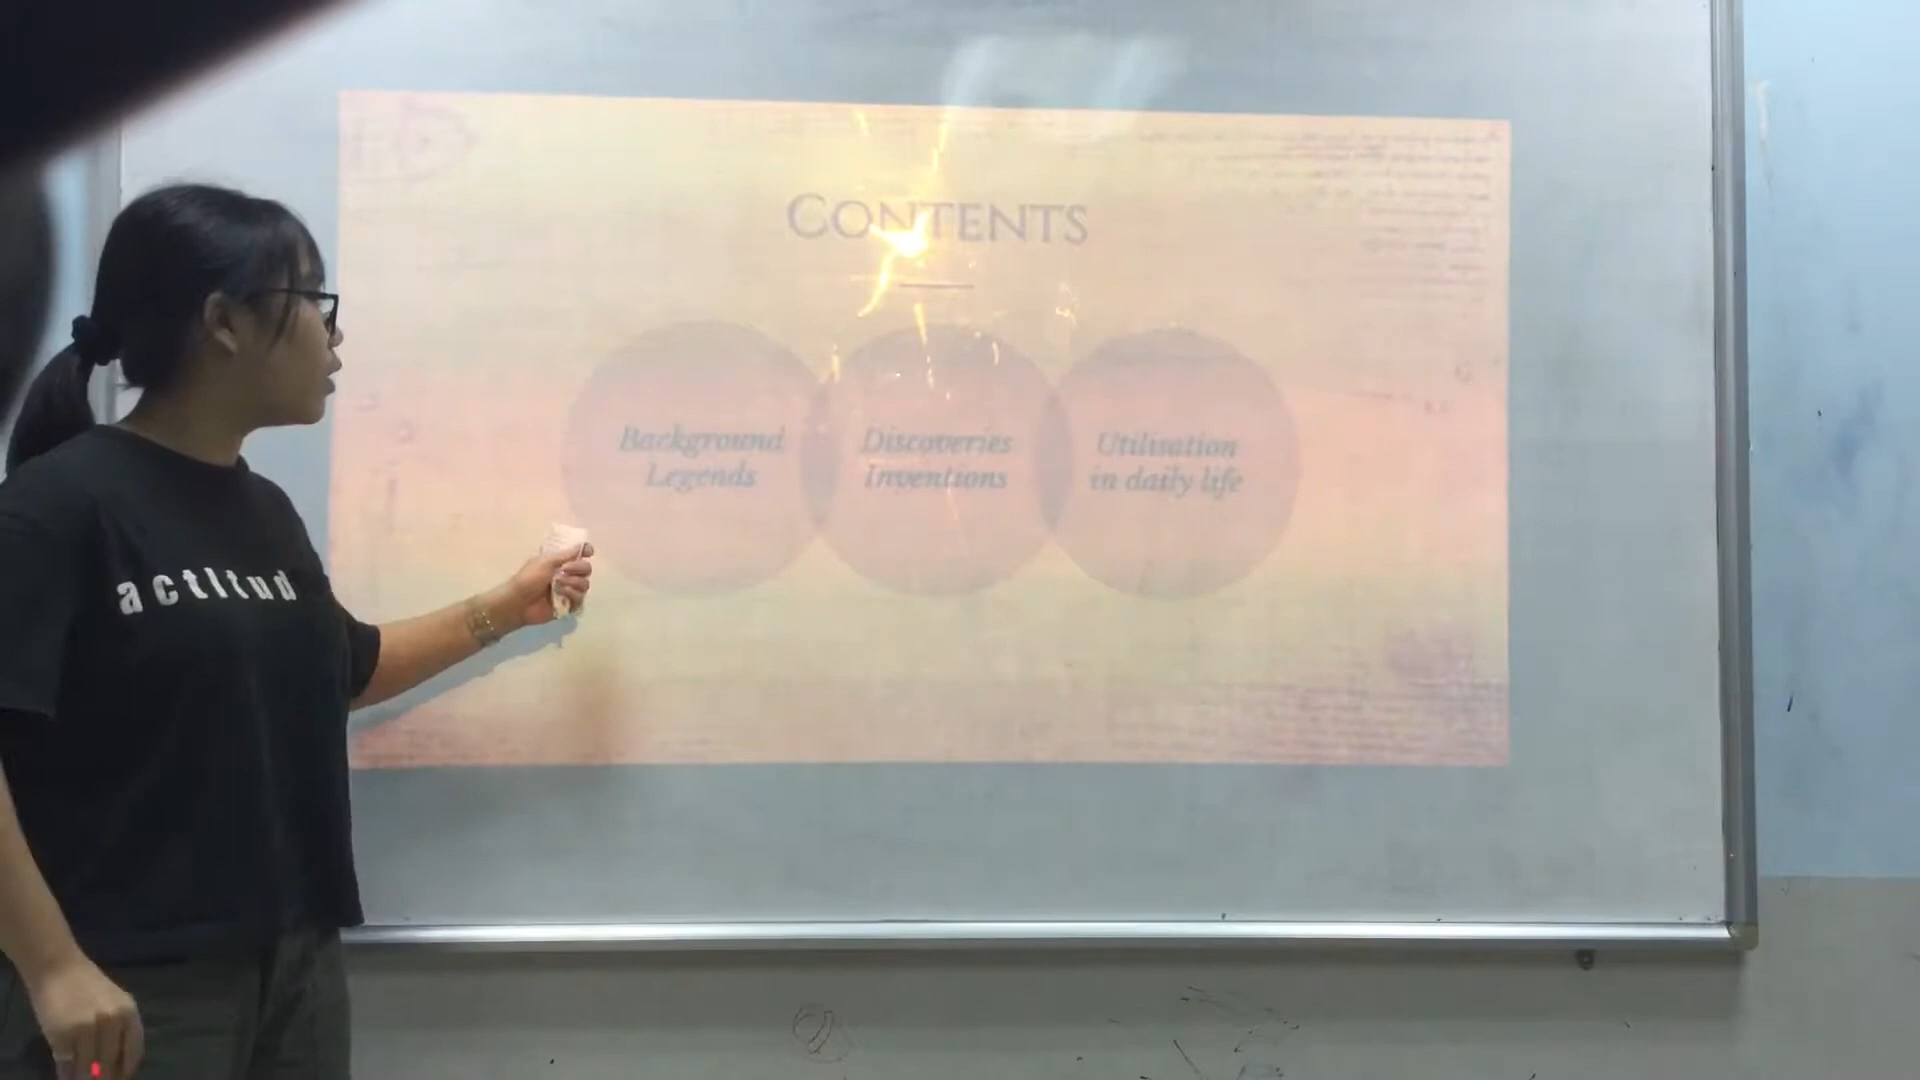 CONTENTS
Background
Legends
Discoveries
Inventions
Utilisation
in daily life
actitud